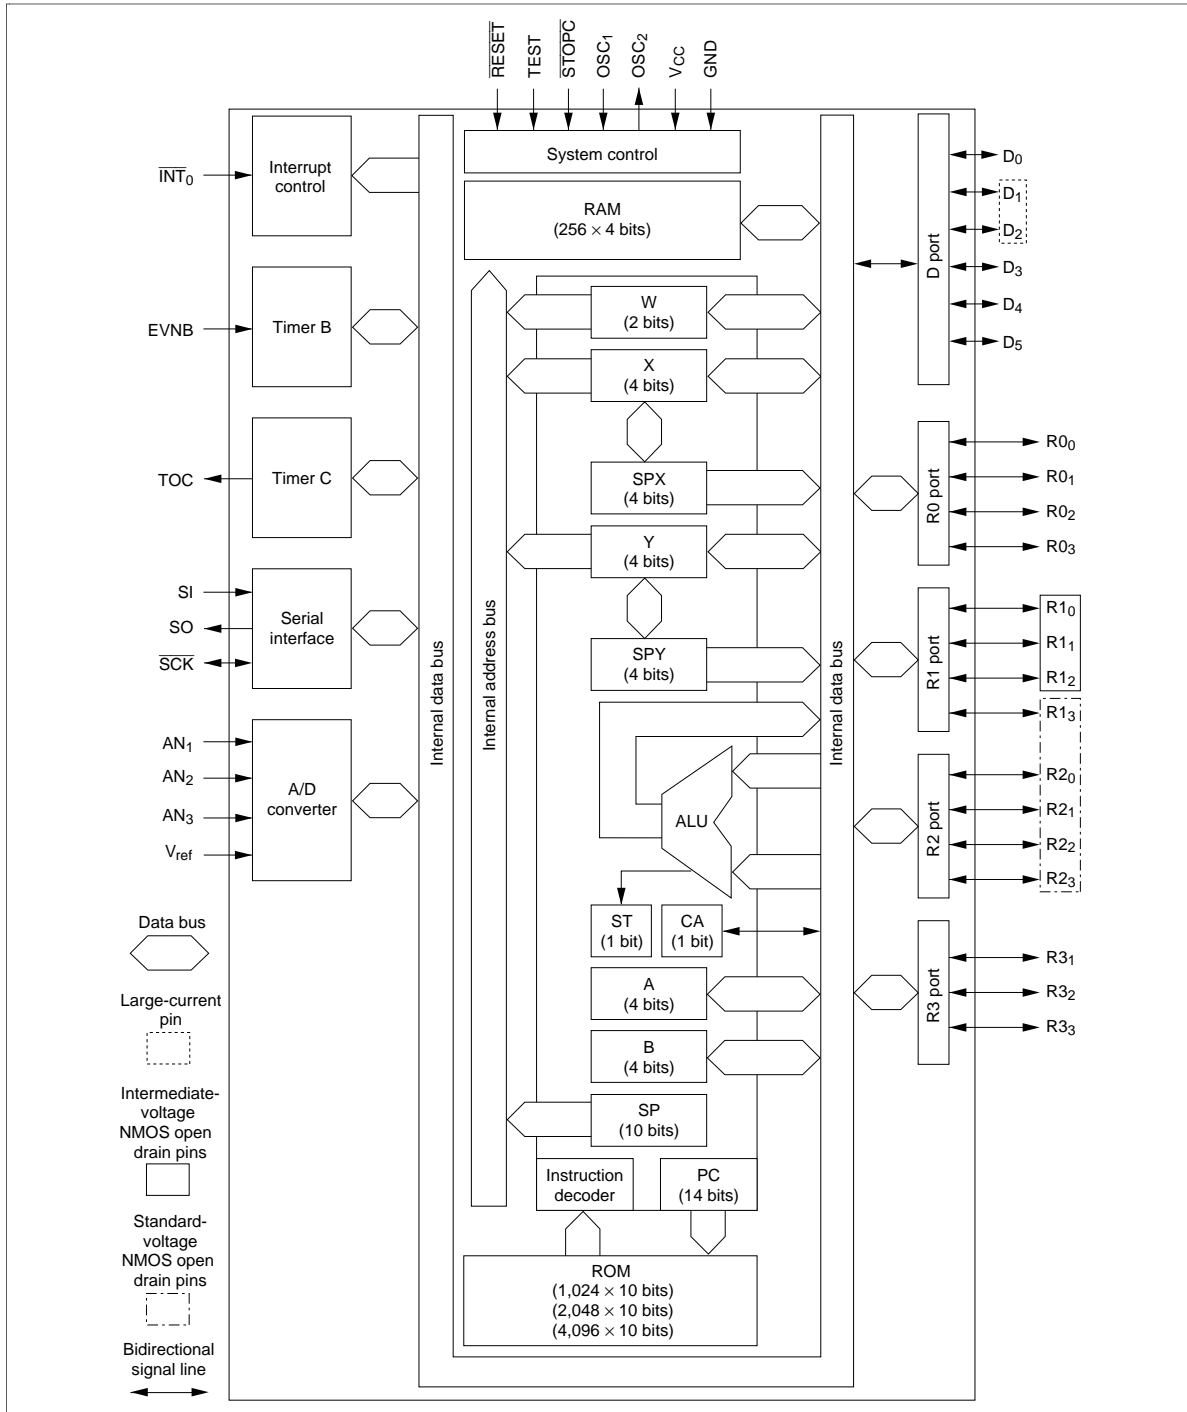 RESET
TEST
STOPC
OSC1
OSC2
VCC
GND
System control
RAM
(256 × 4 bits)
INT0
Interrupt
control
EVNB
Timer B
TOC
Timer C
SI
SO
SCK
Serial
interface
AN1
AN2
AN3
Vref
A/D
converter
Internal data bus
Internal address bus
W
(2 bits)
X
(4 bits)
SPX
(4 bits)
Y
(4 bits)
SPY
(4 bits)
ALU
ST
(1 bit)
CA
(1 bit)
A
(4 bits)
B
(4 bits)
SP
(10 bits)
Instruction
decoder
PC
(14 bits)
ROM
(1,024 × 10 bits)
(2,048 × 10 bits)
(4,096 × 10 bits)
Internal data bus
D port
D0
D1
D2
D3
D4
D5
R0 port
R00
R01
R02
R03
R1 port
R10
R11
R12
R13
R2 port
R20
R21
R22
R23
R3 port
R31
R32
R33
Data bus
Large-current
pin
Intermediate-
voltage
NMOS open
drain pins
Standard-
voltage
NMOS open
drain pins
Bidirectional
signal line